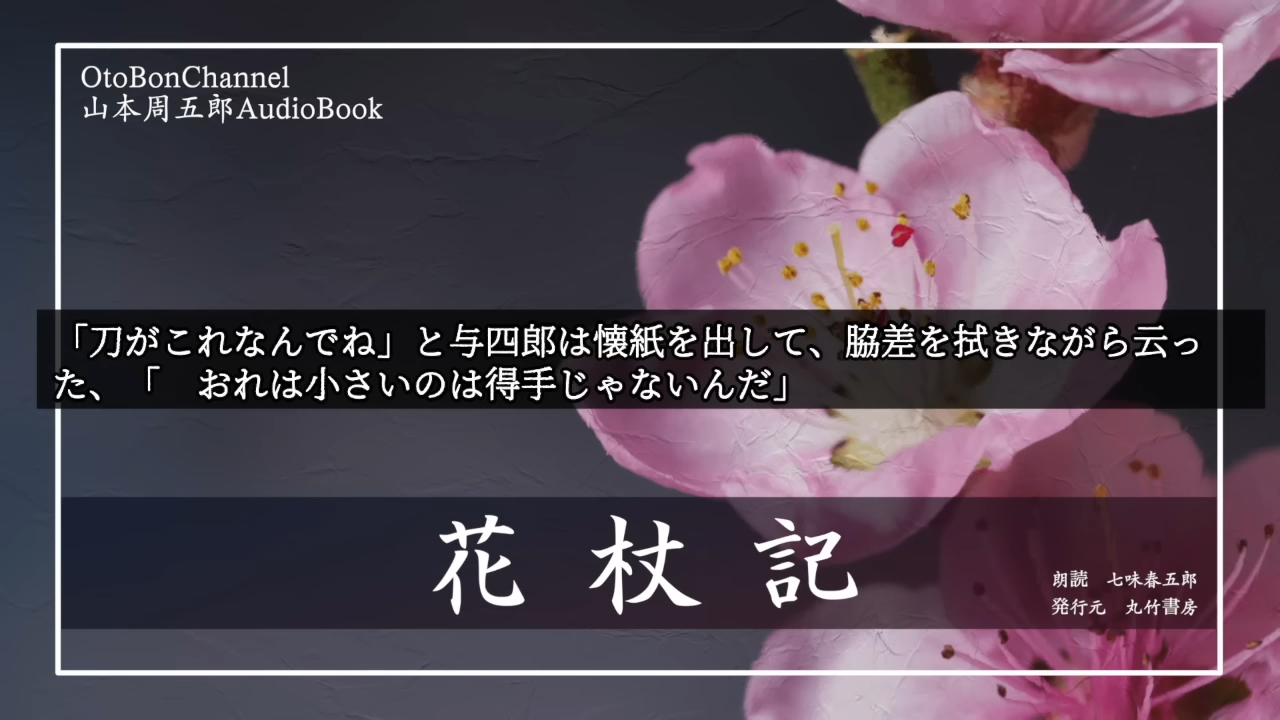 OtoBonChannel
山本周五郎AudioBook
「刀がこれなんでね」と与四郎は懐紙を出して、脇差を拭きながら云っ
た、「　おれは小さいのは得手じゃないんだ」
花杖記
朗読　七味春五郎
発行元　丸竹書房